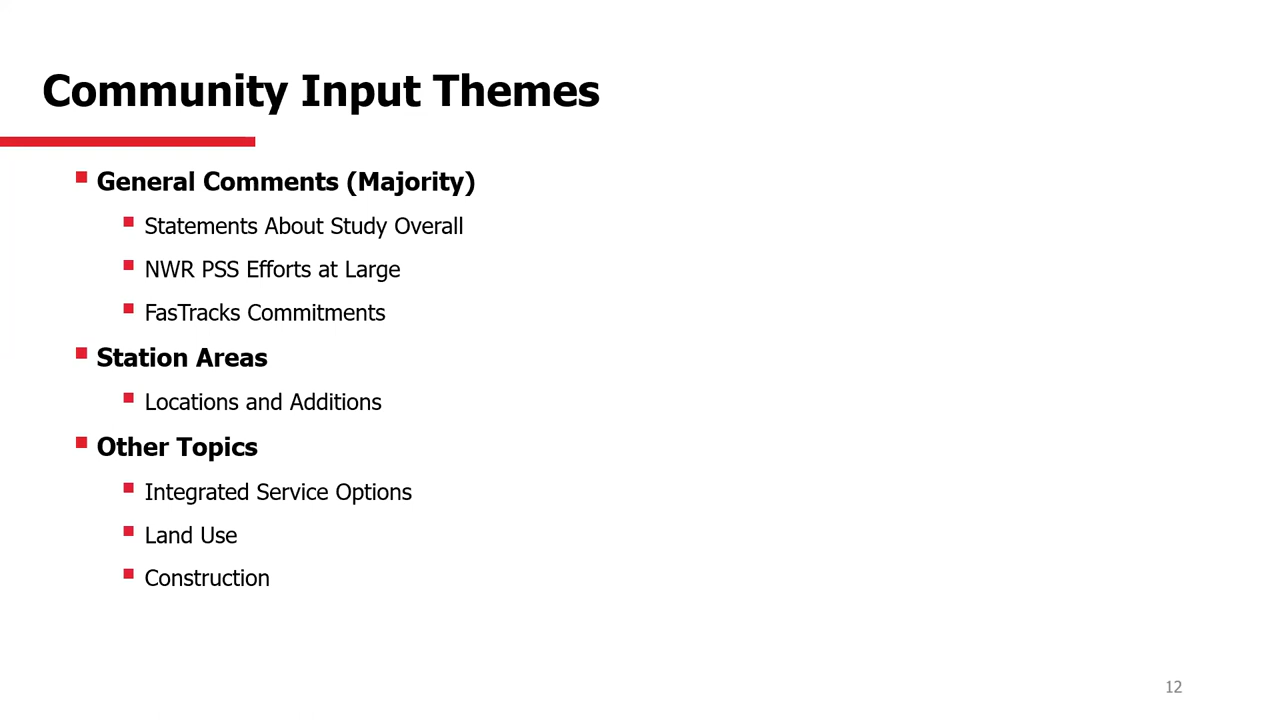 Community Input Themes
General Comments (Majority)
Statements About Study Overall
NWR PSS Efforts at Large
FasTracks Commitments
Station Areas
Locations and Additions
Other Topics
Integrated Service Options
Land Use
Construction
12